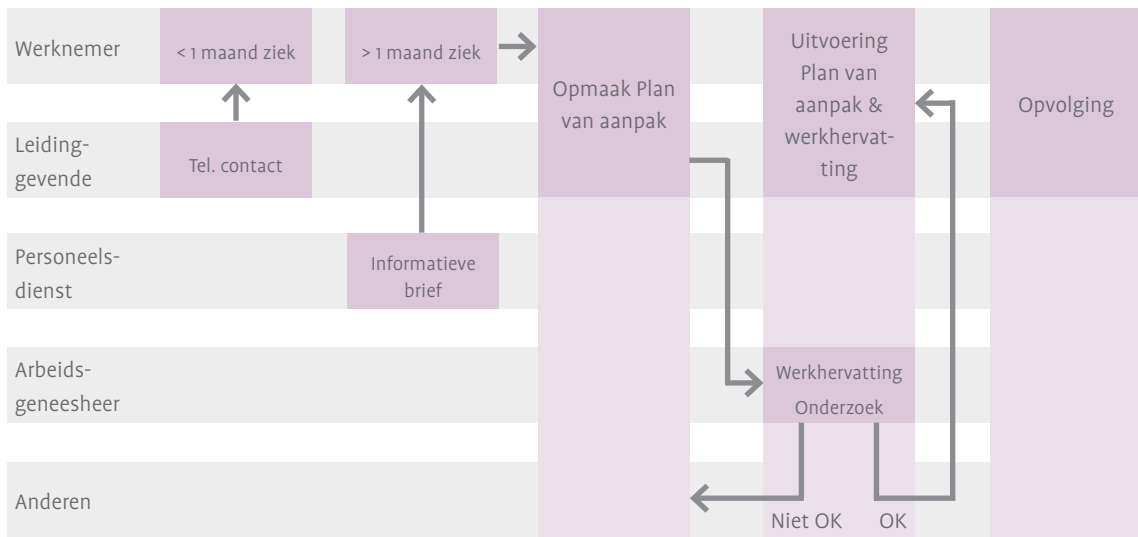 Werknemer
< 1 maand ziek
> 1 maand ziek
Opmaak Plan
van aanpak
Uitvoering
Plan van
aanpak &
werkhervat-
ting
Opvolging
Leiding-
gevende
Tel. contact
Personeels-
dienst
Informatieve
brief
Arbeids-
geneesheer
Werkhervatting
Onderzoek
Anderen
Niet OK
OK